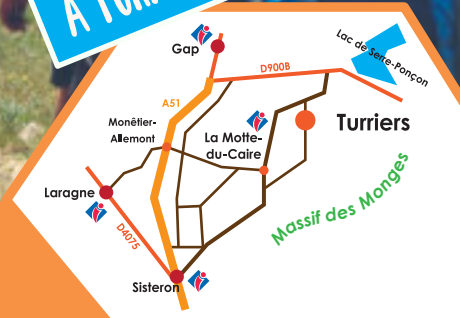 A TURR
Lac de Serre-Ponçon
Gap
D900B
A51
Monêtier-
Allemont
La Motte-
du-Caire
Turriers
Laragne
Massif des Monges
D4075
Sisteron